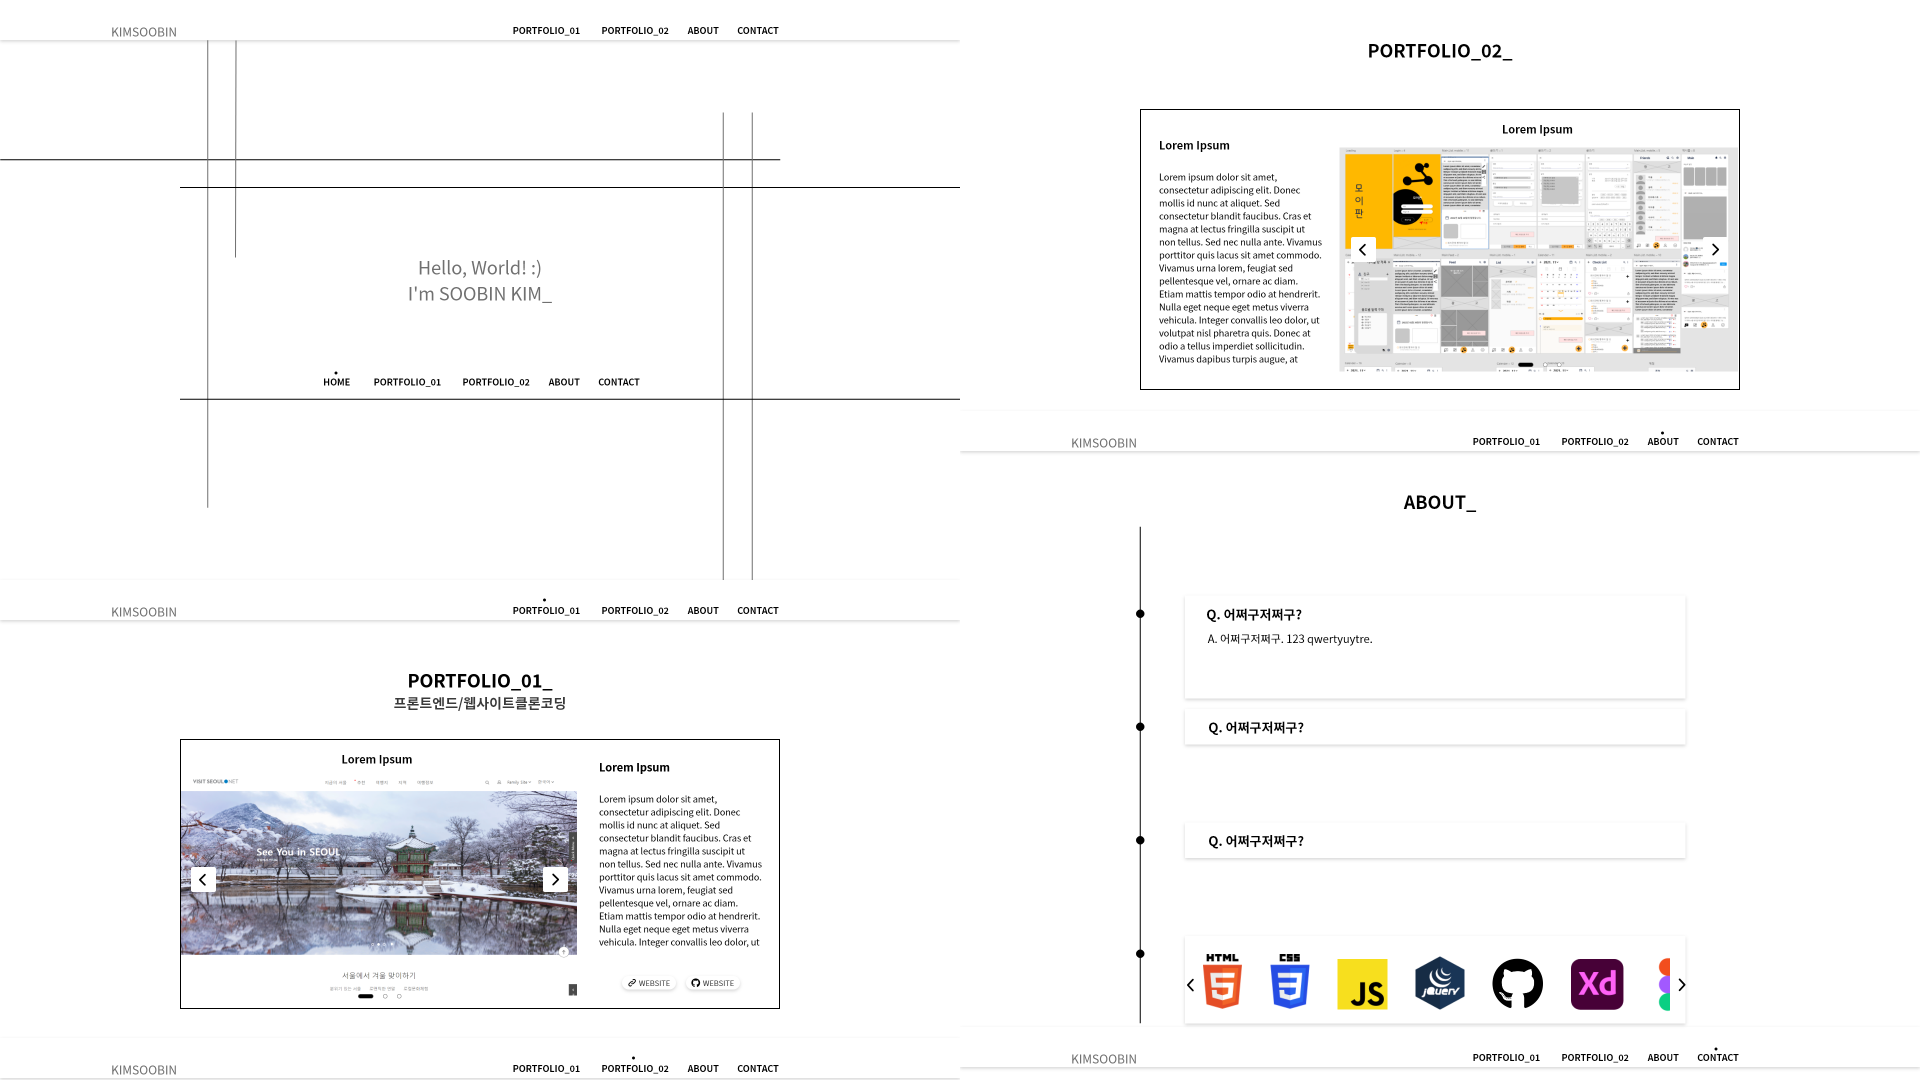 KIMSOOBIN
PORTFOLIO_01 PORTFOLIO_02 ABOUT CONTACT
Hello, World! :)
I'm SOOBIN KIM_
HOME PORTFOLIO_01 PORTFOLIO_02 ABOUT CONTACT
KIMSOOBIN
PORTFOLIO_01 PORTFOLIO_02 ABOUT CONTACT
PORTFOLIO_01_
프론트엔드/웹사이트클론코딩
Lorem Ipsum
VISIT SEOUL NET
See You in SEOUL
서울에서 겨울 맞이하기
Lorem Ipsum
Lorem ipsum dolor sit amet,
consectetur adipiscing elit. Donec
mollis id nunc at aliquet. Sed
consectetur blandit faucibus. Cras et
magna at lectus fringilla suscipit ut
non tellus. Sed nec nulla ante. Vivamus
porttitor quis lacus sit amet commodo.
Vivamus urna lorem, feugiat sed
pellentesque vel, ornare ac diam.
Etiam mattis tempor odio at hendrerit.
Nulla eget neque eget metus viverra
vehicula. Integer convallis leo dolor, ut
WEBSITE WEBSITE
KIMSOOBIN
PORTFOLIO_01 PORTFOLIO_02 ABOUT CONTACT
PORTFOLIO_02_
Lorem Ipsum
Lorem ipsum dolor sit amet,
consectetur adipiscing elit. Donec
mollis id nunc at aliquet. Sed
consectetur blandit faucibus. Cras et
magna at lectus fringilla suscipit ut
non tellus. Sed nec nulla ante. Vivamus
porttitor quis lacus sit amet commodo.
Vivamus urna lorem, feugiat sed
pellentesque vel, ornare ac diam.
Etiam mattis tempor odio at hendrerit.
Nulla eget neque eget metus viverra
vehicula. Integer convallis leo dolor, ut
volutpat nisl pharetra quis. Donec at
odio a tellus imperdiet sollicitudin.
Vivamus dapibus turpis augue, at
Lorem Ipsum
모
이
판
KIMSOOBIN
PORTFOLIO_01 PORTFOLIO_02 ABOUT CONTACT
ABOUT_
Q. 어쩌구저쩌구?
A. 어쩌구저쩌구. 123 qwertyuytre.
Q. 어쩌구저쩌구?
Q. 어쩌구저쩌구?
HTML 5 CSS 3 JS jQuery Xd
KIMSOOBIN
PORTFOLIO_01 PORTFOLIO_02 ABOUT CONTACT